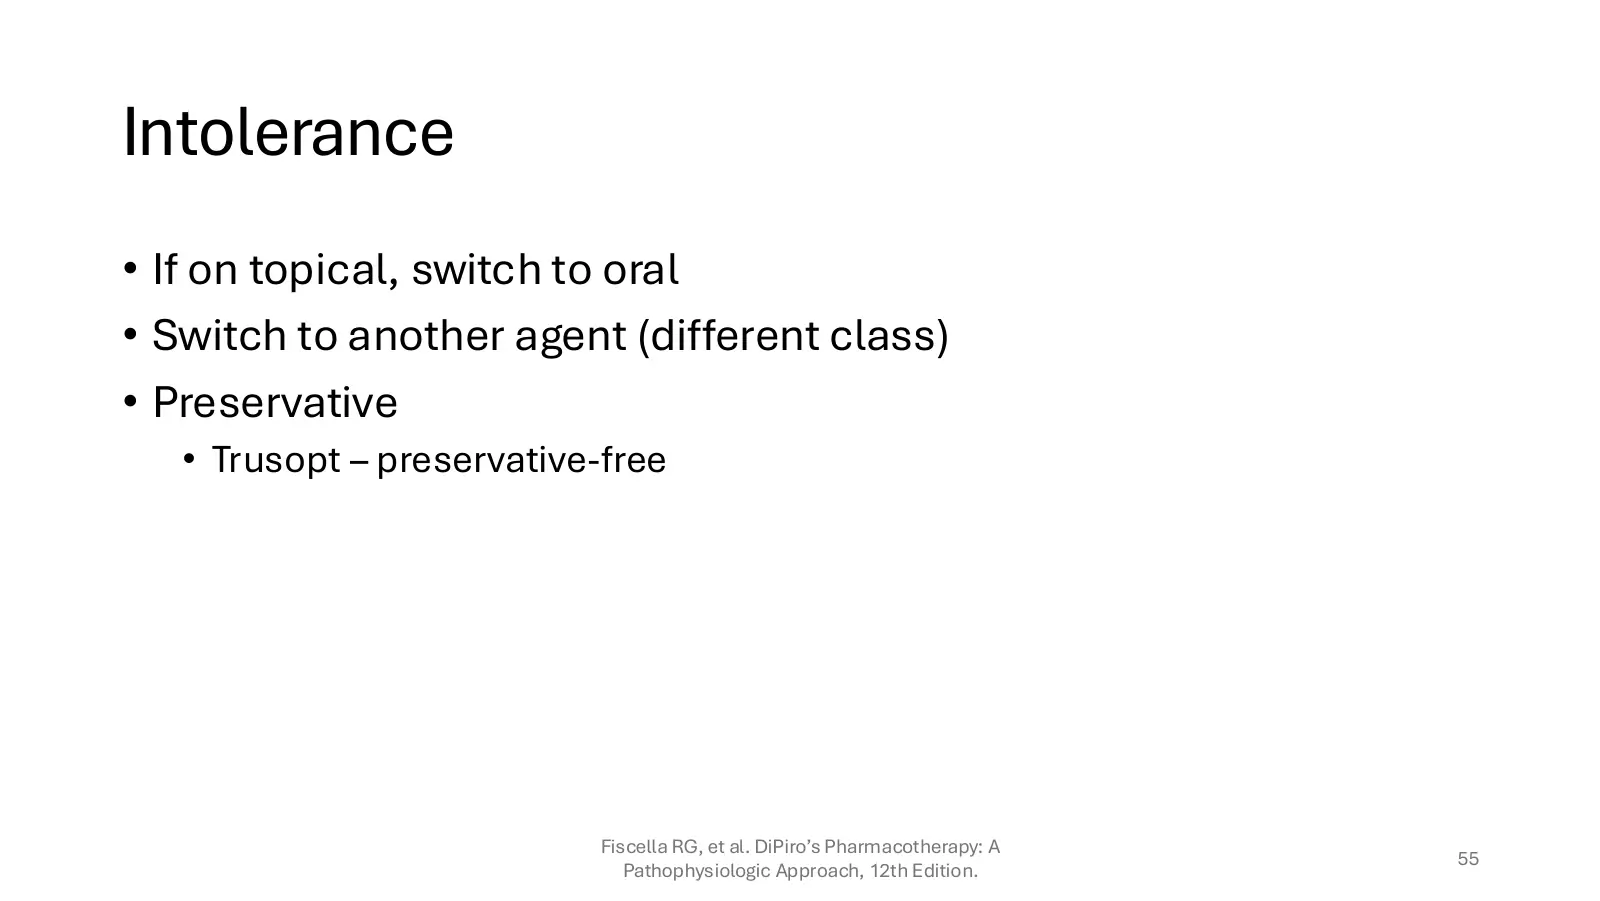 Intolerance
• If on topical, switch to oral
• Switch to another agent (different class)
• Preservative
• Trusopt – preservative-free
Fiscella RG, et al. DiPiro’s Pharmacotherapy: A
Pathophysiologic Approach, 12th Edition.
55